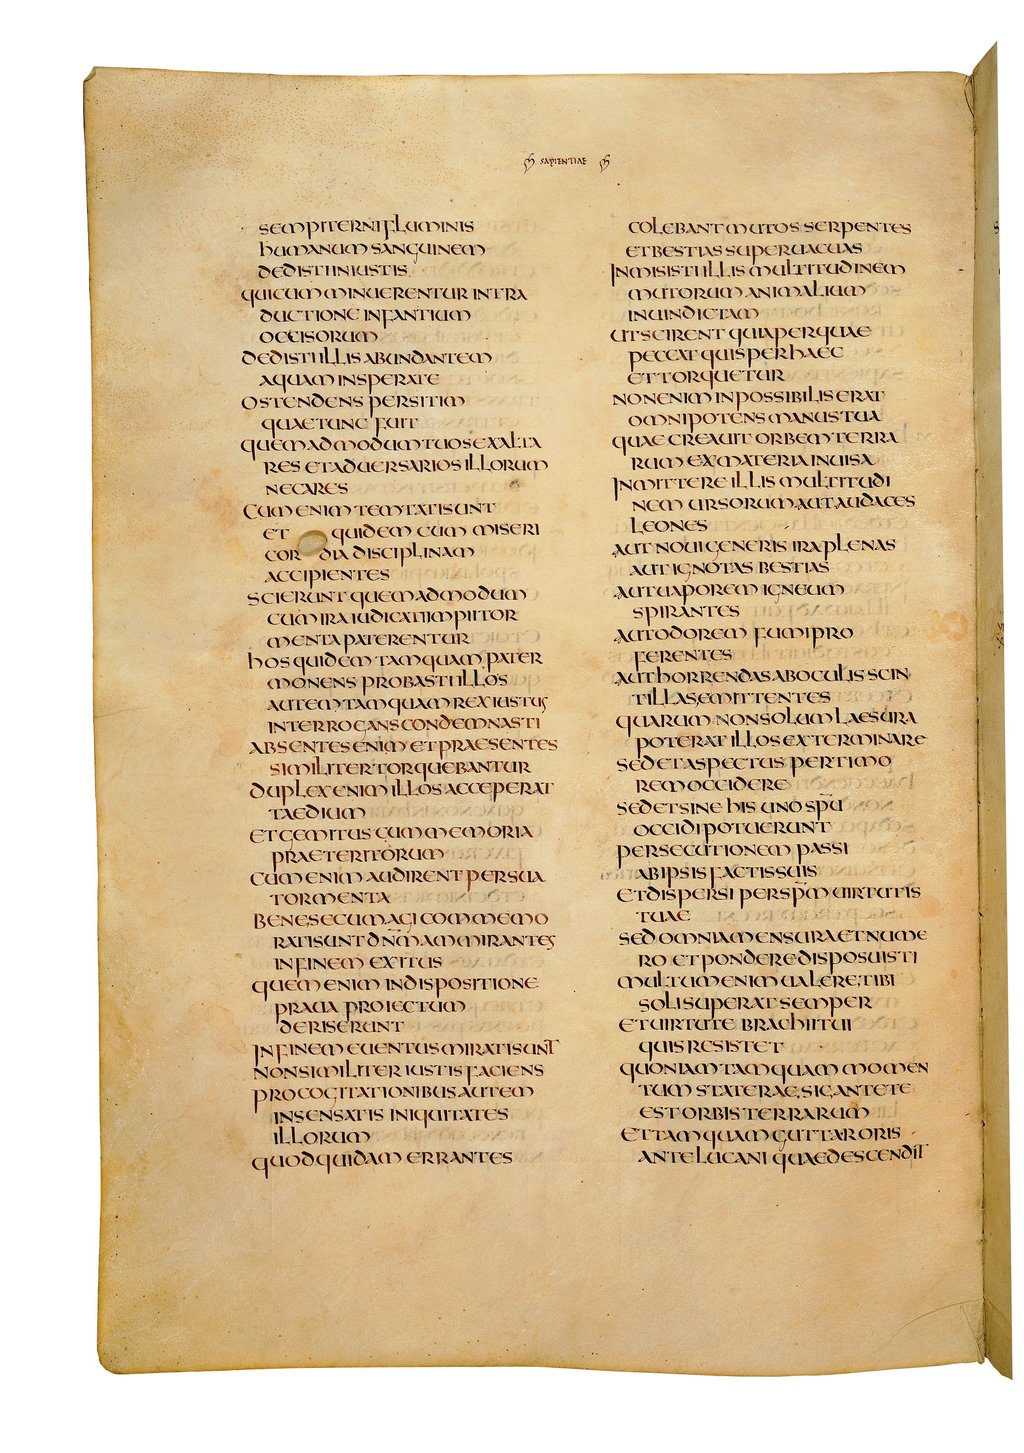 SAPIENTIAE
SEMPITERNI FLUMINIS
HUMANUM SANGUINEM
DEDISTI INIUSTIS
QUI CUM MINUERENTUR IN TRA
DUCTIONE INFANTIUM
OCCISORUM
DEDISTI ILLIS ABUNDANTEM
AQUAM INSPERATE
OSTENDENS PER SITIM
QUAE TUNC FUIT
QUEMADMODUM TUOS EXALTA
RES ET ADUERSARIOS ILLORUM
NECARES
CUM ENIM TEMTATI SUNT
ET QUIDEM CUM MISERI
CORDIA DISCIPLINAM
ACCIPIENTES
SCIERUNT QUEMADMODUM
CUM IRA IUDICATI IMPII TOR
MENTA PATERENTUR
HOS QUIDEM TAMQUAM PATER
MONENS PROBASTI ILLOS
AUTEM TAMQUAM REX IUSTUS
INTERROGANS CONDEMNASTI
ABSENTES ENIM ET PRAESENTES
SIMILITER TORQUEBANTUR
DUPLEX ENIM ILLOS ACCEPERAT
TAEDIUM
ET GEMITUS CUM MEMORIA
PRAETERITORUM
CUM ENIM AUDIRENT PER SUA
TORMENTA
BENE SECUM AGI COMMEMO
RATI SUNT DN̄M AMMIRANTES
IN FINEM EXITUS
QUEM ENIM IN DISPOSITIONE
PRAUA PROIECTUM
DERISERUNT
IN FINEM EUENTUS MIRATI SUNT
NON SIMILITER IUSTIS FACIENS
PRO COGITATIONIBUS AUTEM
INSENSATIS INIQUITATES
ILLORUM
QUOD QUIDAM ERRANTES
COLEBANT MUTOS SERPENTES
ET BESTIAS SUPERUACUAS
INMISISTI ILLIS MULTITUDINEM
MUTORUM ANIMALIUM
IN UINDICTAM
UT SCIRENT QUIA PER QUAE
PECCAT QUIS PER HAEC
ET TORQUETUR
NON ENIM INPOSSIBILIS ERAT
OMNIPOTENS MANUS TUA
QUAE CREAUIT ORBEM TERRA
RUM EX MATERIA INUISA
INMITTERE ILLIS MULTITUDI
NEM URSORUM AUT AUDACES
LEONES
AUT NOUI GENERIS IRA PLENAS
AUT IGNOTAS BESTIAS
AUT UAPOREM IGNEUM
SPIRANTES
AUT ODOREM FUMI PRO
FERENTES
AUT HORRENDAS AB OCULIS SCIN
TILLAS EMITTENTES
QUARUM NON SOLUM LAESURA
POTERAT ILLOS EXTERMINARE
SED ET ASPECTUS PER TIMO
REM OCCIDERE
SED ET SINE HIS UNO SPŪ
OCCIDI POTUERUNT
PERSECUTIONEM PASSI
AB IPSIS FACTIS SUIS
ET DISPERSI PER SPM̄ UIRTUTIS
TUAE
SED OMNIA MENSURA ET NUME
RO ET PONDERE DISPOSUISTI
MULTUM ENIM UALERE TIBI
SOLI SUPERAT SEMPER
ET UIRTUTE BRACHII TUI
QUIS RESISTET
QUONIAM TAMQUAM MOMEN
TUM STATERAE SIC ANTE TE
EST ORBIS TERRARUM
ET TAMQUAM GUTTA RORIS
ANTELUCANI QUAE DESCENDIT